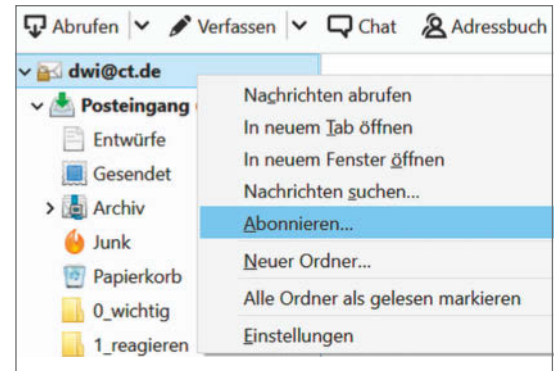 Abrufen Verfassen Chat Adressbuch
dwi@ct.de
Posteingang
Entwürfe
Gesendet
Archiv
Junk
Papierkorb
0_wichtig
1_reagieren
Nachrichten abrufen
In neuem Tab öffnen
In neuem Fenster öffnen
Nachrichten suchen...
Abonnieren...
Neuer Ordner...
Alle Ordner als gelesen markieren
Einstellungen